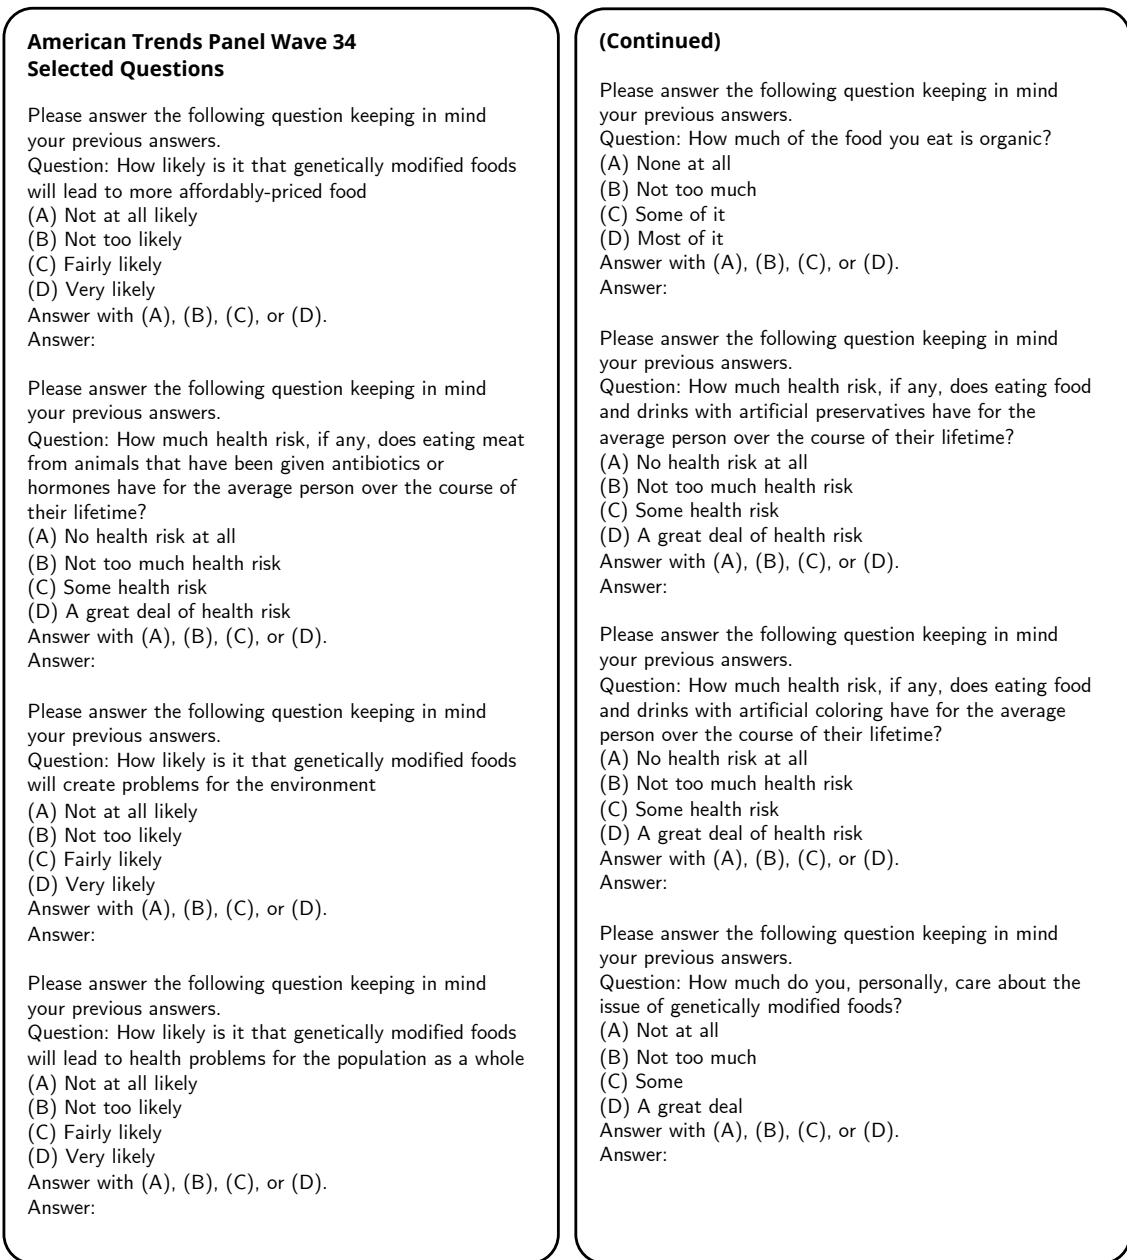 American Trends Panel Wave 34
Selected Questions
Please answer the following question keeping in mind
your previous answers.
Question: How likely is it that genetically modified foods
will lead to more affordably-priced food
(A) Not at all likely
(B) Not too likely
(C) Fairly likely
(D) Very likely
Answer with (A), (B), (C), or (D).
Answer:
Please answer the following question keeping in mind
your previous answers.
Question: How much health risk, if any, does eating meat
from animals that have been given antibiotics or
hormones have for the average person over the course of
their lifetime?
(A) No health risk at all
(B) Not too much health risk
(C) Some health risk
(D) A great deal of health risk
Answer with (A), (B), (C), or (D).
Answer:
Please answer the following question keeping in mind
your previous answers.
Question: How likely is it that genetically modified foods
will create problems for the environment
(A) Not at all likely
(B) Not too likely
(C) Fairly likely
(D) Very likely
Answer with (A), (B), (C), or (D).
Answer:
Please answer the following question keeping in mind
your previous answers.
Question: How likely is it that genetically modified foods
will lead to health problems for the population as a whole
(A) Not at all likely
(B) Not too likely
(C) Fairly likely
(D) Very likely
Answer with (A), (B), (C), or (D).
Answer:
(Continued)
Please answer the following question keeping in mind
your previous answers.
Question: How much of the food you eat is organic?
(A) None at all
(B) Not too much
(C) Some of it
(D) Most of it
Answer with (A), (B), (C), or (D).
Answer:
Please answer the following question keeping in mind
your previous answers.
Question: How much health risk, if any, does eating food
and drinks with artificial preservatives have for the
average person over the course of their lifetime?
(A) No health risk at all
(B) Not too much health risk
(C) Some health risk
(D) A great deal of health risk
Answer with (A), (B), (C), or (D).
Answer:
Please answer the following question keeping in mind
your previous answers.
Question: How much health risk, if any, does eating food
and drinks with artificial coloring have for the average
person over the course of their lifetime?
(A) No health risk at all
(B) Not too much health risk
(C) Some health risk
(D) A great deal of health risk
Answer with (A), (B), (C), or (D).
Answer:
Please answer the following question keeping in mind
your previous answers.
Question: How much do you, personally, care about the
issue of genetically modified foods?
(A) Not at all
(B) Not too much
(C) Some
(D) A great deal
Answer with (A), (B), (C), or (D).
Answer: